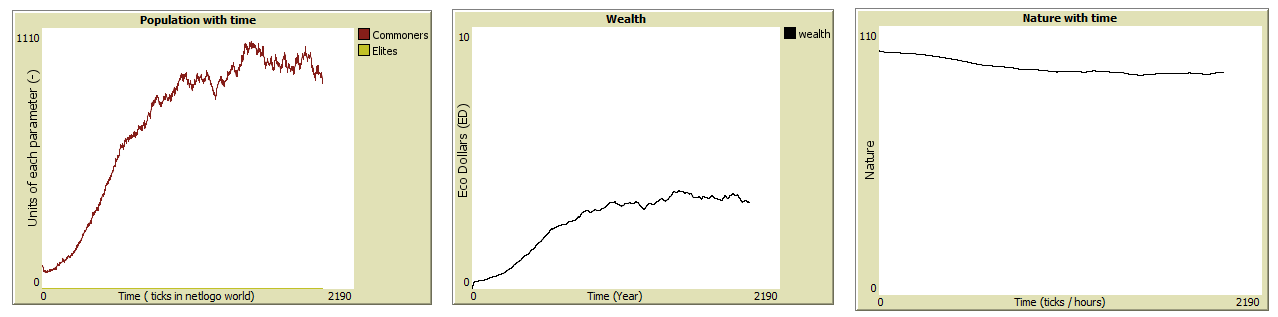 Population with time
Units of each parameter (-)
1110
0
0
Time ( ticks in netlogo world)
2190
Commoners
Elites
Wealth
Eco Dollars (ED)
10
0
0
Time (Year)
2190
wealth
Nature with time
Nature
110
0
0
Time (ticks / hours)
2190